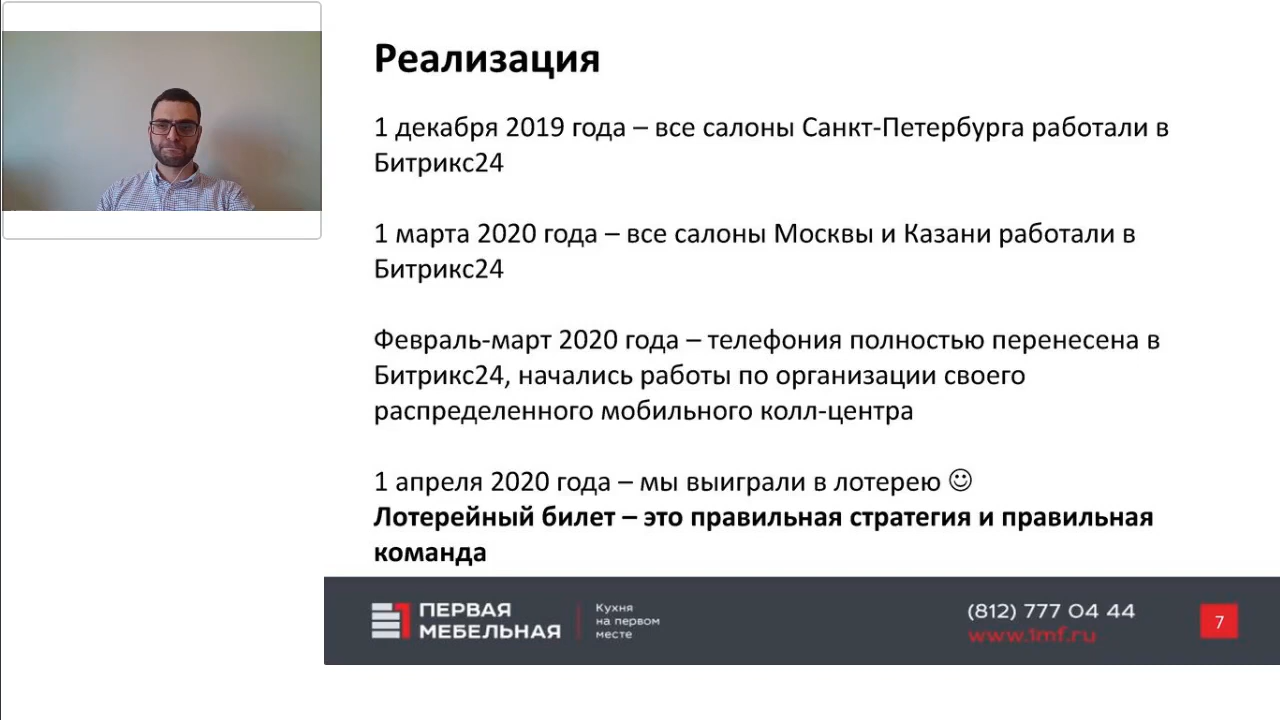 Реализация
1 декабря 2019 года – все салоны Санкт-Петербурга работали в
Битрикс24
1 марта 2020 года – все салоны Москвы и Казани работали в
Битрикс24
Февраль-март 2020 года – телефония полностью перенесена в
Битрикс24, начались работы по организации своего
распределенного мобильного колл-центра
1 апреля 2020 года – мы выиграли в лотерею ☺
Лотерейный билет – это правильная стратегия и правильная
команда
ПЕРВАЯ
МЕБЕЛЬНАЯ
Кухня
на первом
месте
(812) 777 04 44
www.1mf.ru
7